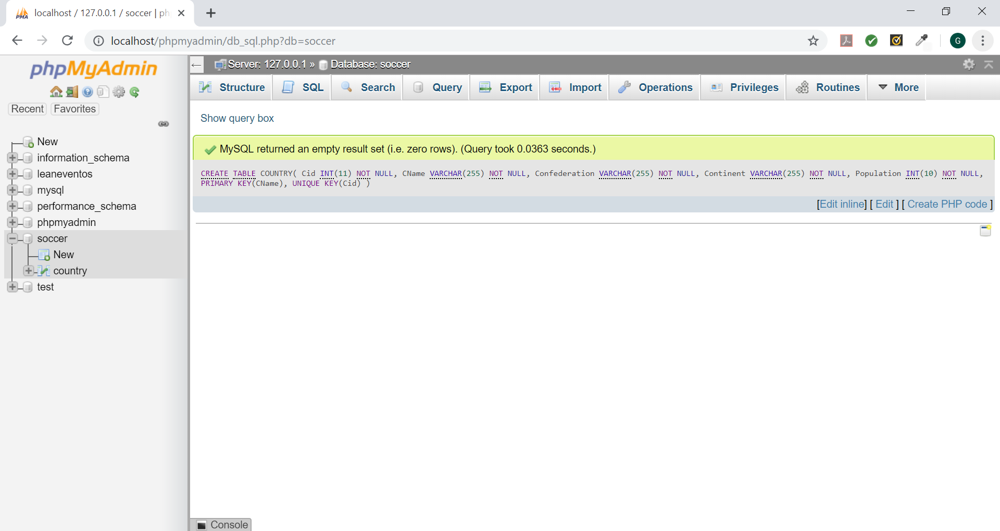 localhost / 127.0.0.1 / soccer | ph
localhost/phpmyadmin/db_sql.php?db=soccer
G
phpMyAdmin
Recent Favorites
New
information_schema
leaneventos
mysql
performance_schema
phpmyadmin
soccer
New
country
test
Server: 127.0.0.1 » Database: soccer
Structure SQL Search Query Export Import Operations Privileges Routines More
Show query box
MySQL returned an empty result set (i.e. zero rows). (Query took 0.0363 seconds.)
CREATE TABLE COUNTRY( Cid INT(11) NOT NULL, CName VARCHAR(255) NOT NULL, Confederation VARCHAR(255) NOT NULL, Continent VARCHAR(255) NOT NULL, Population INT(10) NOT NULL,
PRIMARY KEY(CName), UNIQUE KEY(Cid) )
[Edit inline] [ Edit ] [ Create PHP code ]
Console